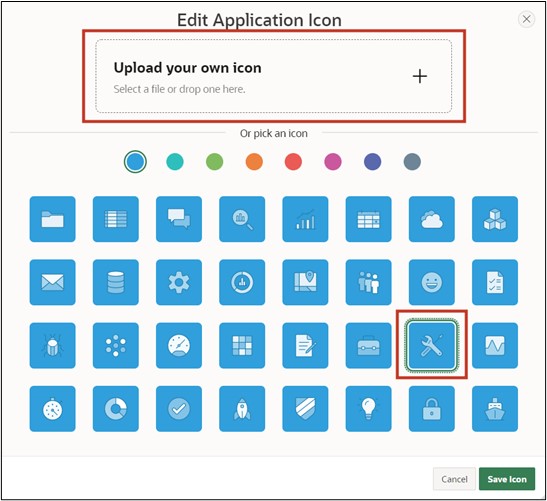 Edit Application Icon
Upload your own icon
Select a file or drop one here.
Or pick an icon
Cancel
Save Icon